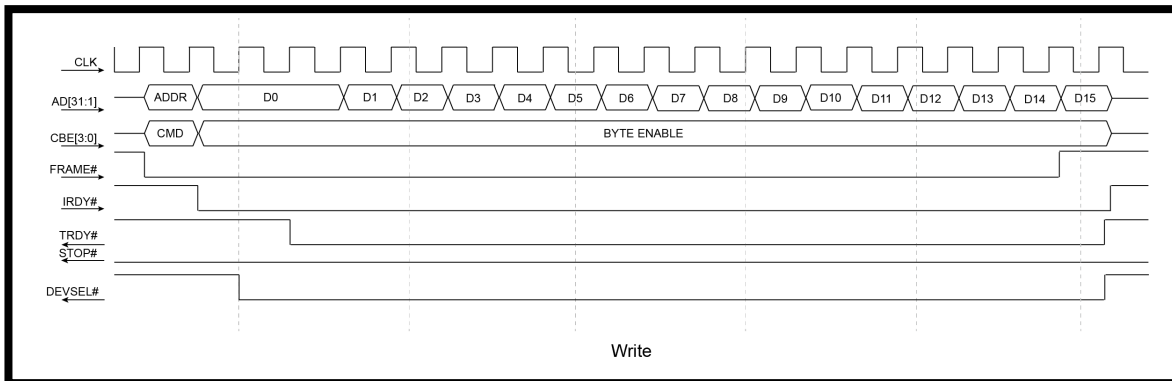 CLK
AD[31:1] ADDR D0 D1 D2 D3 D4 D5 D6 D7 D8 D9 D10 D11 D12 D13 D14 D15
CBE[3:0] CMD BYTE ENABLE
FRAME#
IRDY#
TRDY#
STOP#
DEVSEL#
Write